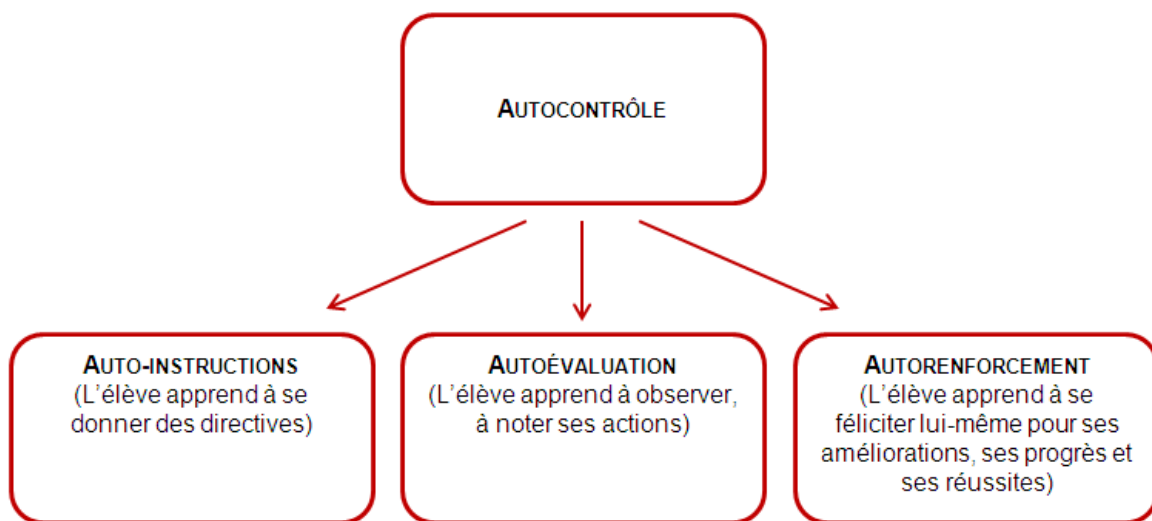 AUTOCONTRÔLE
AUTO-INSTRUCTIONS
(L’élève apprend à se
donner des directives)
AUTOÉVALUATION
(L’élève apprend à observer,
à noter ses actions)
AUTORENFORCEMENT
(L’élève apprend à se
féliciter lui-même pour ses
améliorations, ses progrès et
ses réussites)